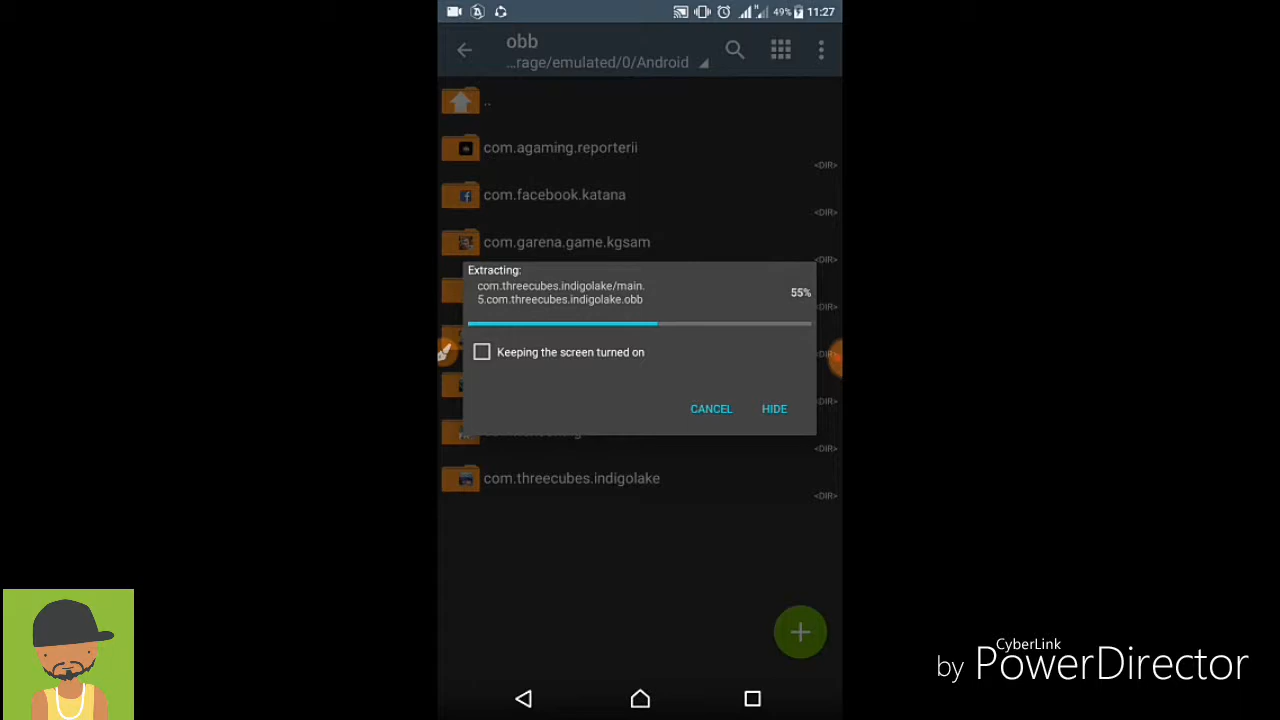 49% 11:27
obb
...rage/emulated/0/Android
..
com.agaming.reporterii
<DIR>
com.facebook.katana
<DIR>
com.garena.game.kgsam
<DIR>
Extracting:
com.threecubes.indigolake/main.
5.com.threecubes.indigolake.obb
55%
<DIR>
Keeping the screen turned on
<DIR>
<DIR>
CANCEL HIDE
<DIR>
com.threecubes.indigolake
<DIR>
CyberLink
by PowerDirector